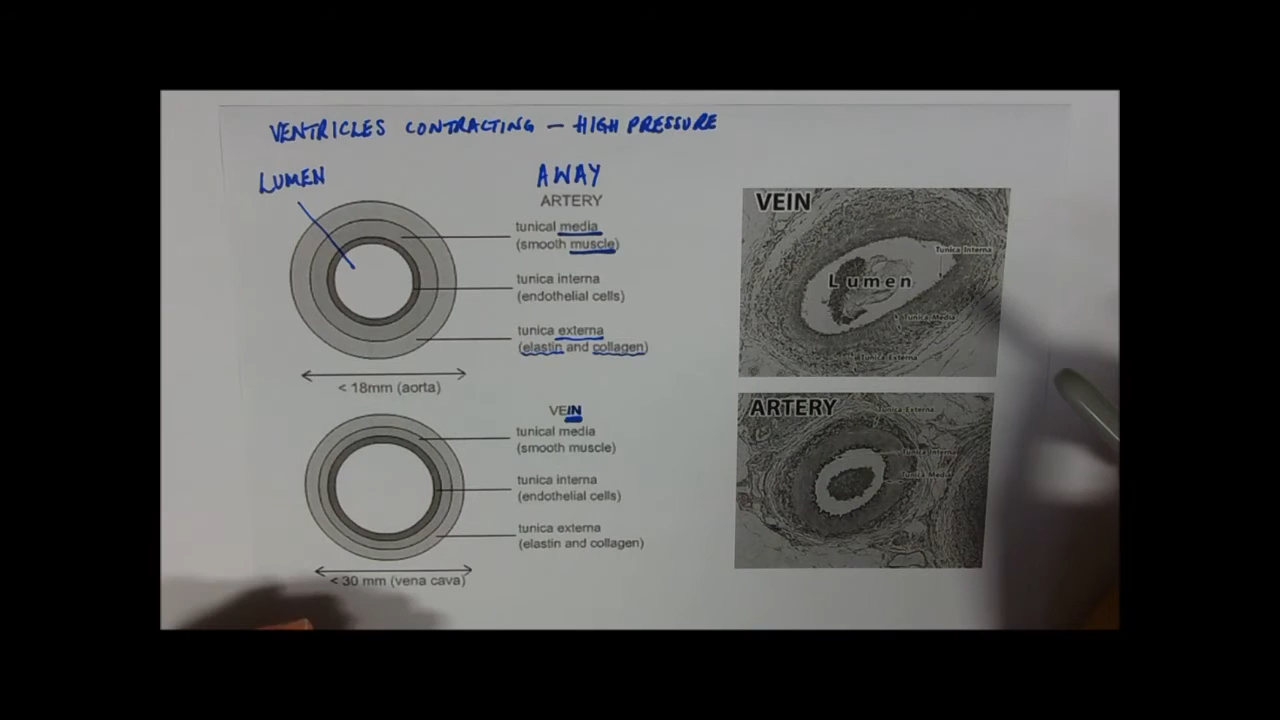 VENTRICLES CONTRACTING – HIGH PRESSURE
LUMEN
AWAY
ARTERY
tunical media
(smooth muscle)
tunica interna
(endothelial cells)
tunica externa
(elastin and collagen)
< 18mm (aorta)
VEIN
tunical media
(smooth muscle)
tunica interna
(endothelial cells)
tunica externa
(elastin and collagen)
< 30 mm (vena cava)
VEIN
Tunica Interna
Lumen
Tunica Media
Tunica Externa
ARTERY
Tunica Externa
Tunica Interna
Tunica Media